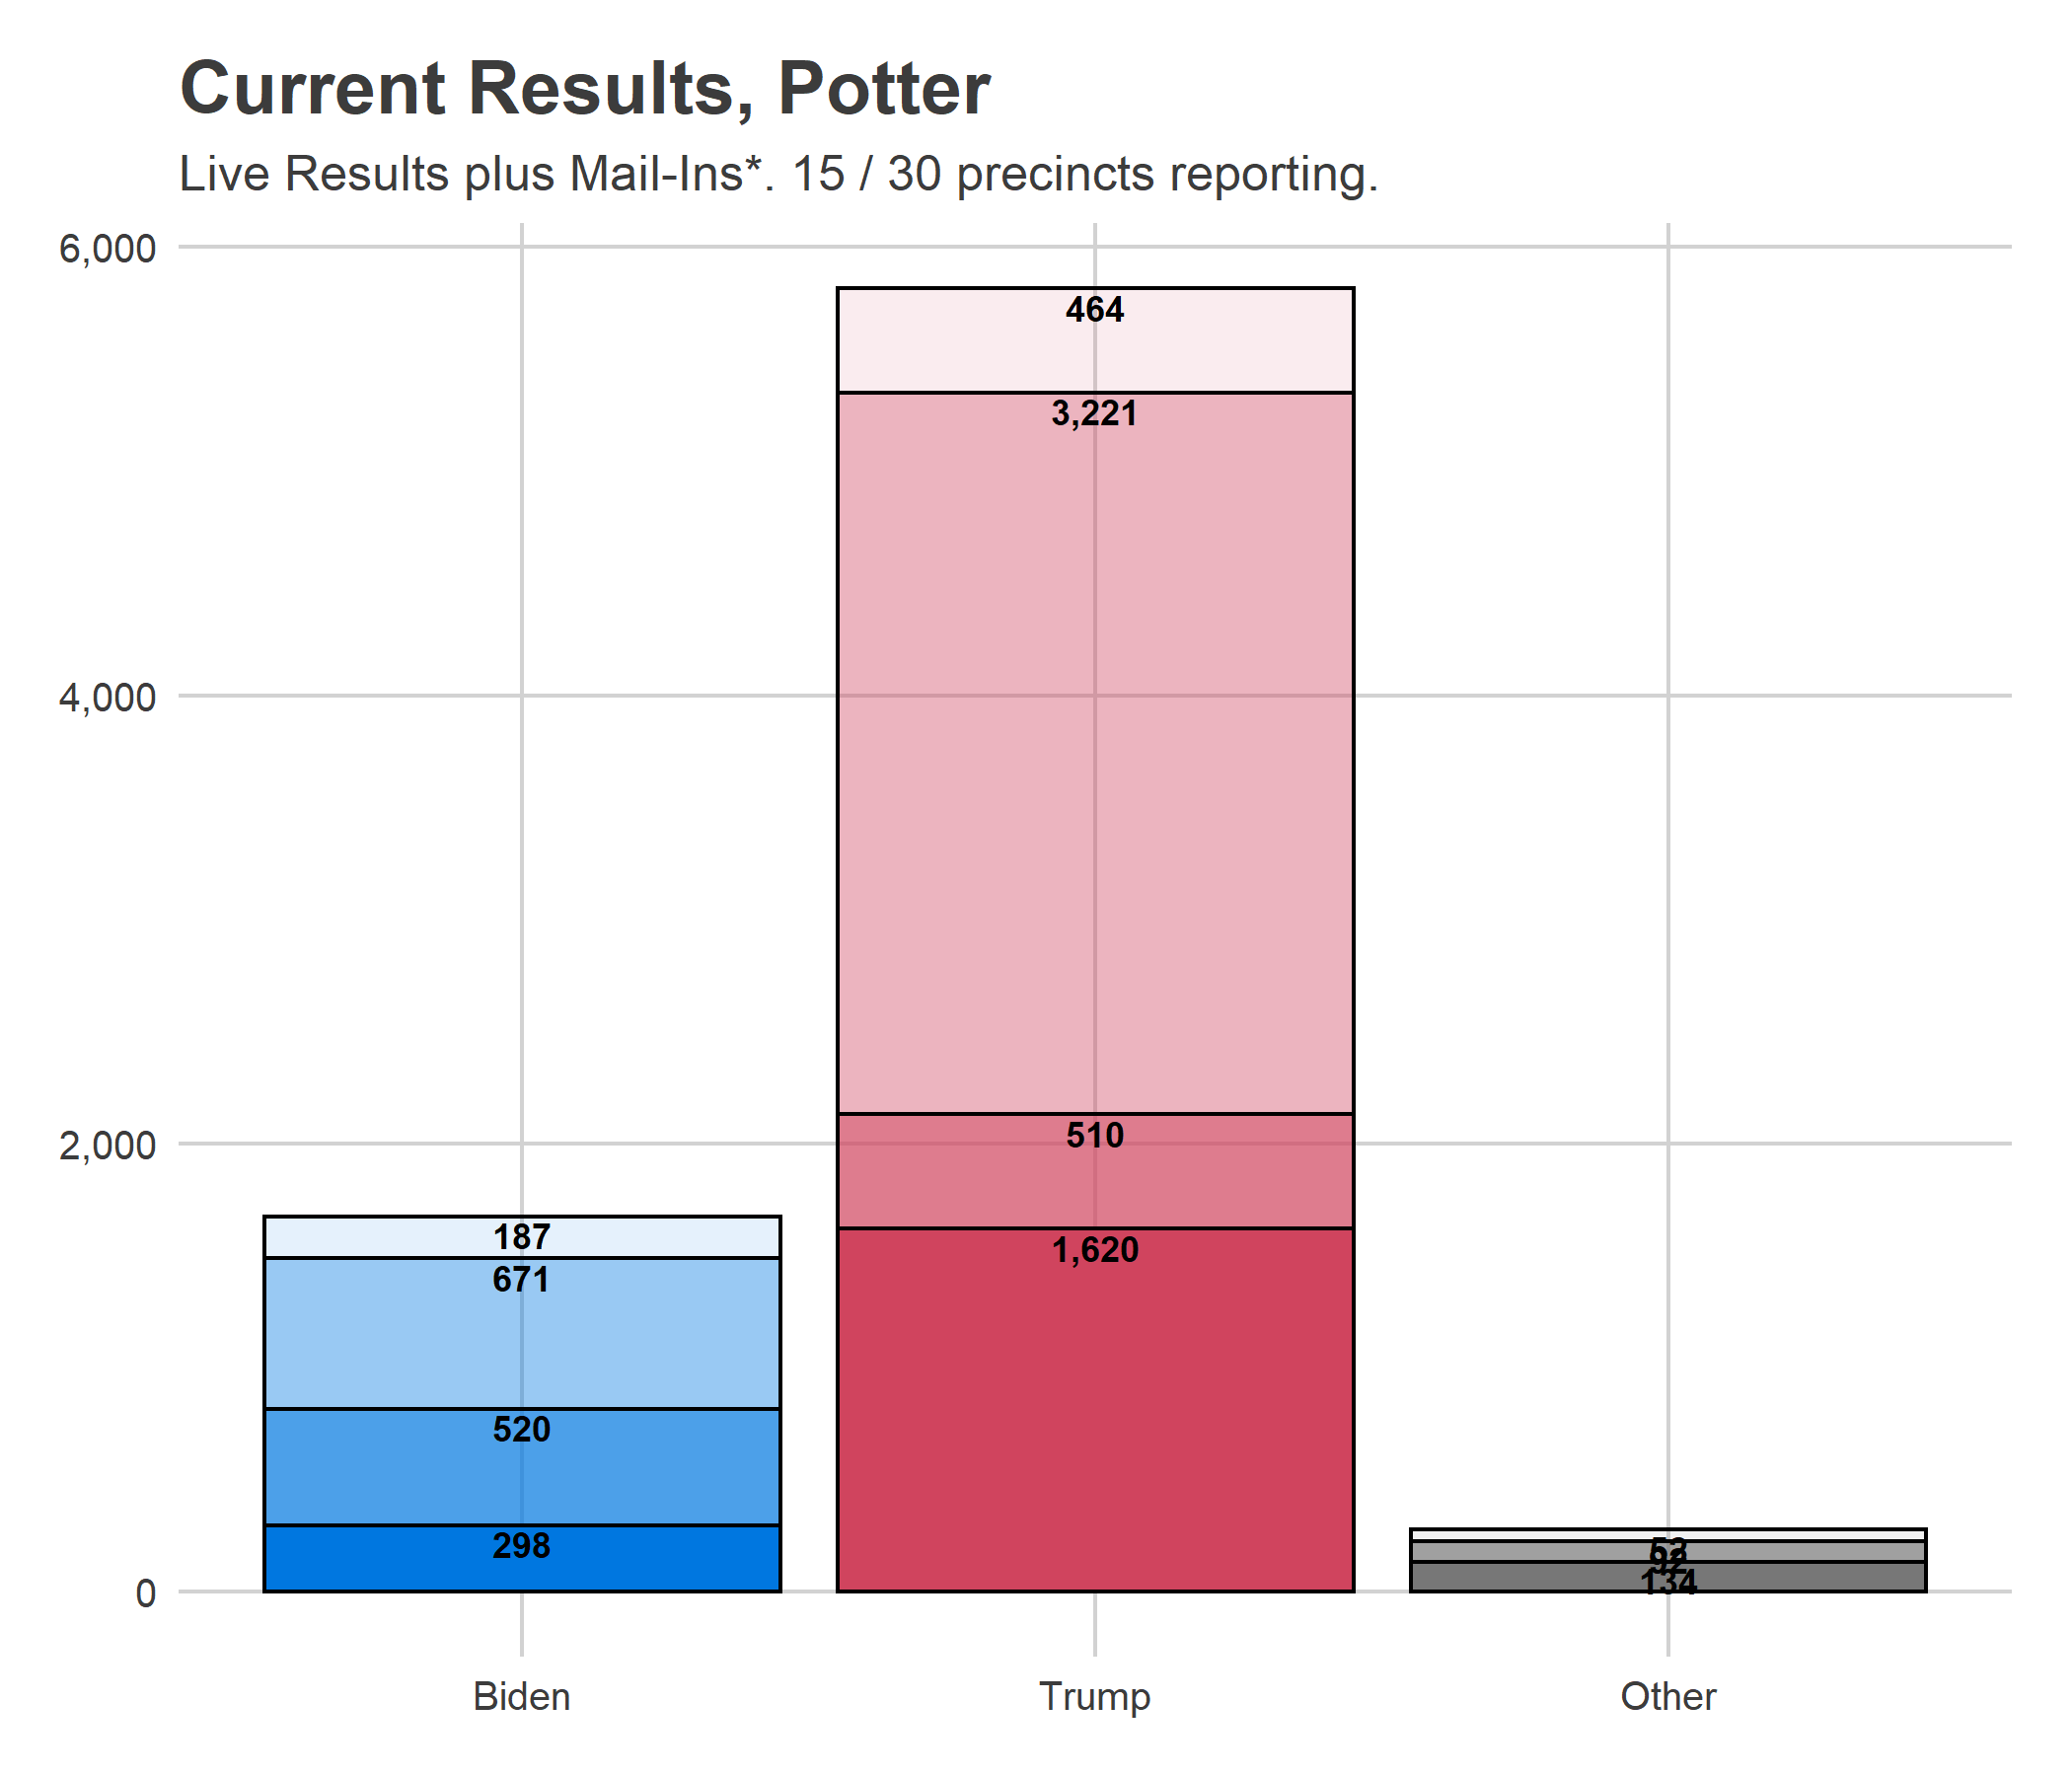 Current Results, Potter
Live Results plus Mail-Ins*. 15 / 30 precincts reporting.
6,000
4,000
2,000
0
187
671
520
298
464
3,221
510
1,620
134
Biden
Trump
Other